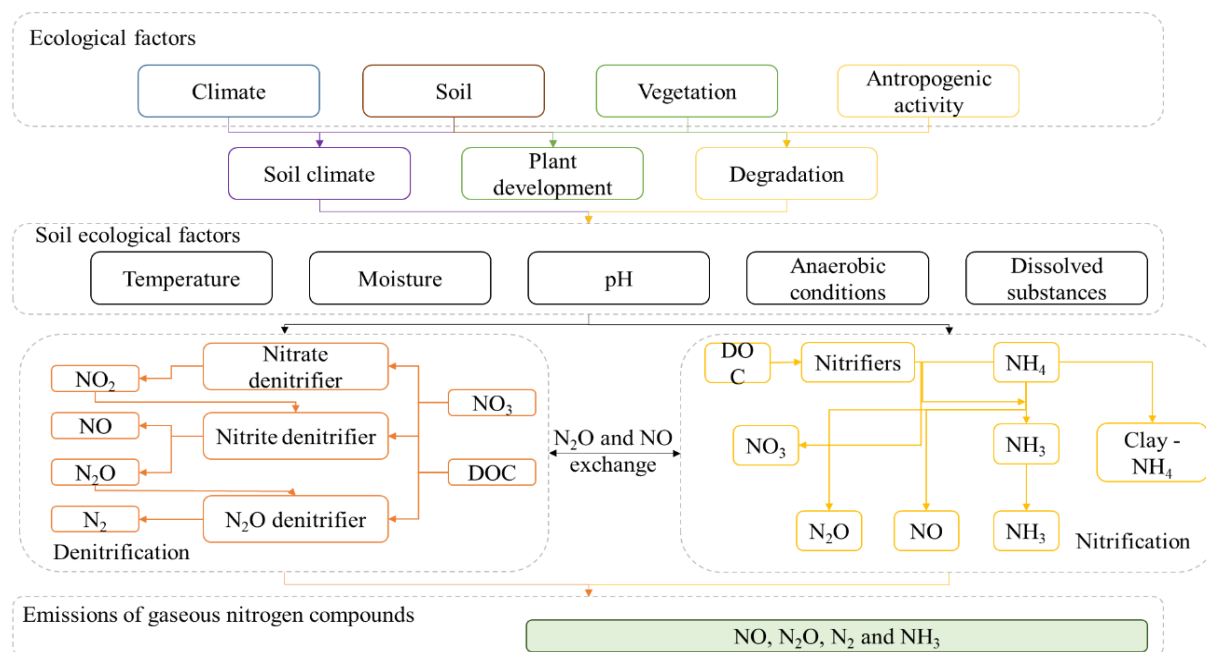 Ecological factors
Climate
Soil
Vegetation
Antropogenic
activity
Soil climate
Plant
development
Degradation
Soil ecological factors
Temperature
Moisture
pH
Anaerobic
conditions
Dissolved
substances
Nitrate
denitrifier
NO₂
NO
Nitrite denitrifier
N₂O
N₂O denitrifier
N₂
NO₃
DOC
Denitrification
N₂O and NO
exchange
DO
C
Nitrifiers
NH₄
NO₃
NH₃
Clay -
NH₄
N₂O
NO
NH₃
Nitrification
Emissions of gaseous nitrogen compounds
NO, N₂O, N₂ and NH₃